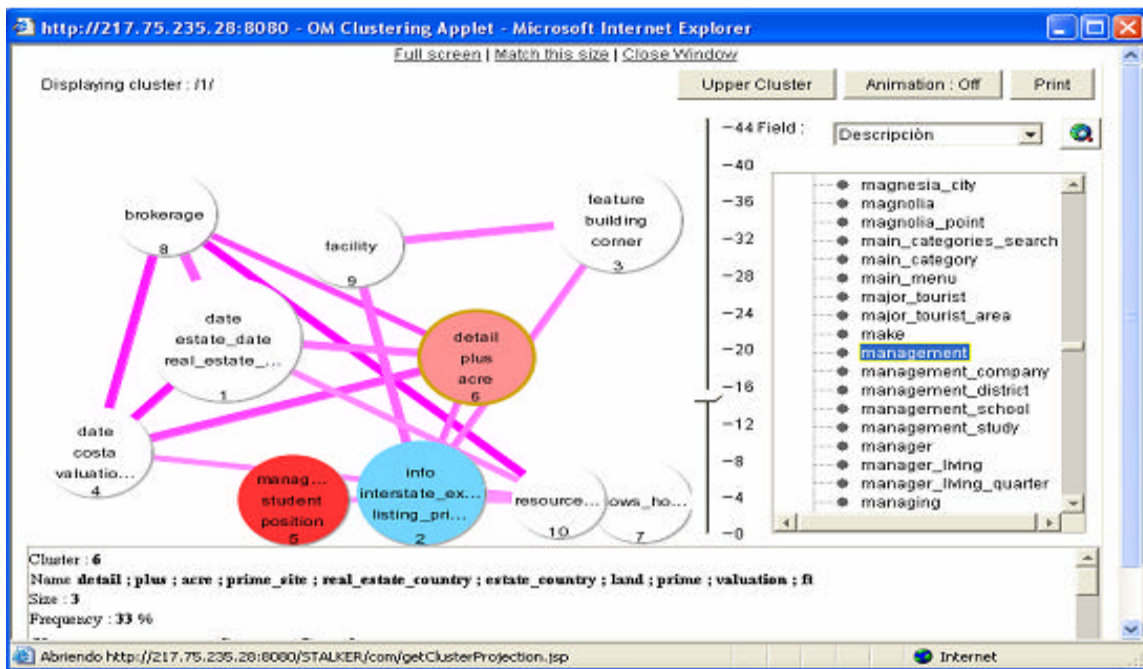 http://217.75.235.28:8080 - OM Clustering Applet - Microsoft Internet Explorer
Full screen | Match this size | Close Window
Displaying cluster : /1/
Upper Cluster
Animation : Off
Print
brokerage
8
facility
9
feature
building
corner
3
date
estate_date
real_estate_...
1
detail
plus
acre
6
date
costa
valuatio...
4
manag...
student
position
5
info
interstate_ex...
listing_pri...
2
resource...
10
ows_ho...
7
-44
-40
-36
-32
-28
-24
-20
-16
-12
-8
-4
-0
Field :
Descripciòn
magnesia_city
magnolia
magnolia_point
main_categories_search
main_category
main_menu
major_tourist
major_tourist_area
make
management
management_company
management_district
management_school
management_study
manager
manager_living
manager_living_quarter
managing
Cluster : 6
Name detail ; plus ; acre ; prime_site ; real_estate_country ; estate_country ; land ; prime ; valuation ; ft
Size : 3
Frequency : 33 %
Abriendo http://217.75.235.28:8080/STALKER/com/getClusterProjection.jsp
Internet